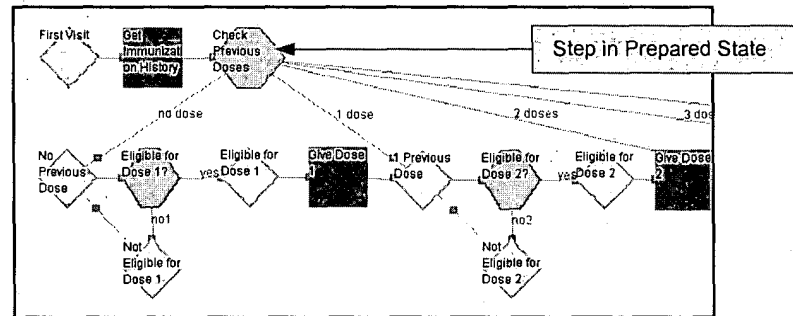 First Visit
Get
Immunizati
on History
Check
Previous
Doses
Step in Prepared State
no dose
1 dose
2 doses
3 dos
No
Previous
Dose
Eligible for
Dose 1?
yes
Eligible for
Dose 1
Give Dose
1
1 Previous
Dose
Eligible for
Dose 2?
yes
Eligible for
Dose 2
Give Dose
2
no1
no2
Not
Eligible for
Dose 1
Not
Eligible for
Dose 2